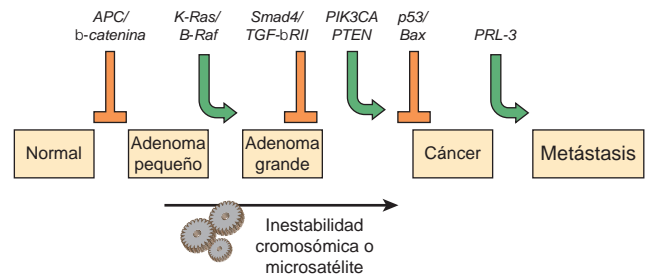 APC/
b-catenina
K-Ras/
B-Raf
Smad4/
TGF-bRII
PIK3CA
PTEN
p53/
Bax
PRL-3
Normal
Adenoma
pequeño
Adenoma
grande
Cáncer
Metástasis
Inestabilidad
cromosómica o
microsatélite